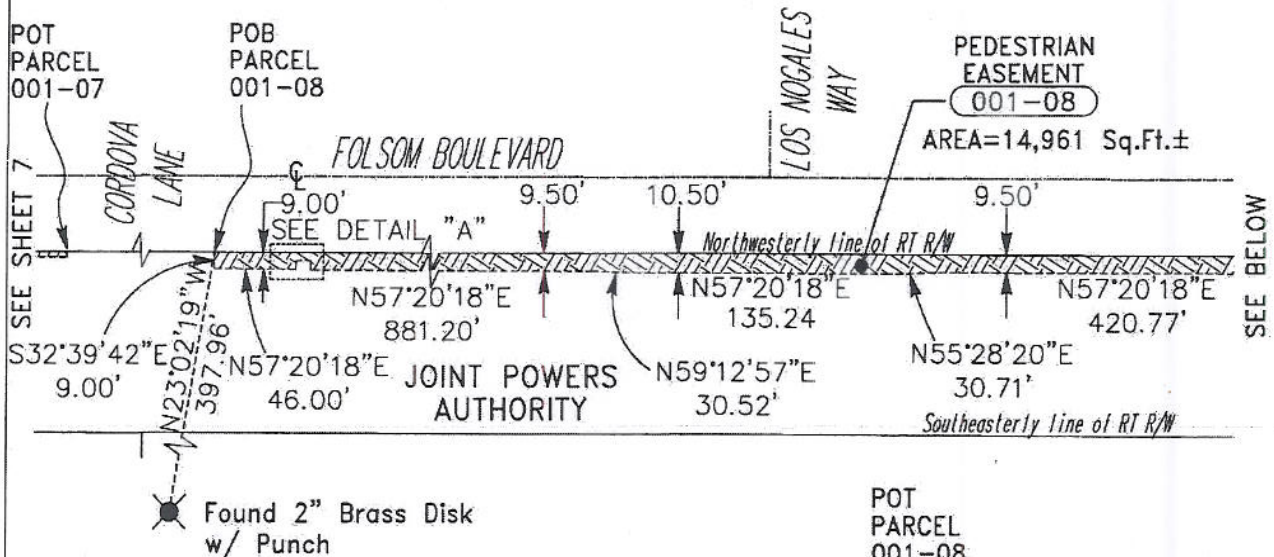 POT
PARCEL
001-07
POB
PARCEL
001-08
CORDOVA
LANE
FOLSOM BOULEVARD
LOS NOGALES
WAY
PEDESTRIAN
EASEMENT
001-08
AREA=14,961 Sq.Ft.±
SEE SHEET 7
℄
9.00'
SEE DETAIL "A"
9.50'
10.50'
9.50'
Northwesterly line of RT R/W
SEE BELOW
S32°39'42"E
9.00'
N23°02'19"W
397.96'
N57°20'18"E
46.00'
N57°20'18"E
881.20'
JOINT POWERS
AUTHORITY
N59°12'57"E
30.52'
N57°20'18"E
135.24
N55°28'20"E
30.71'
N57°20'18"E
420.77'
Southeasterly line of RT R/W
Found 2" Brass Disk
w/ Punch
POT
PARCEL
001-08